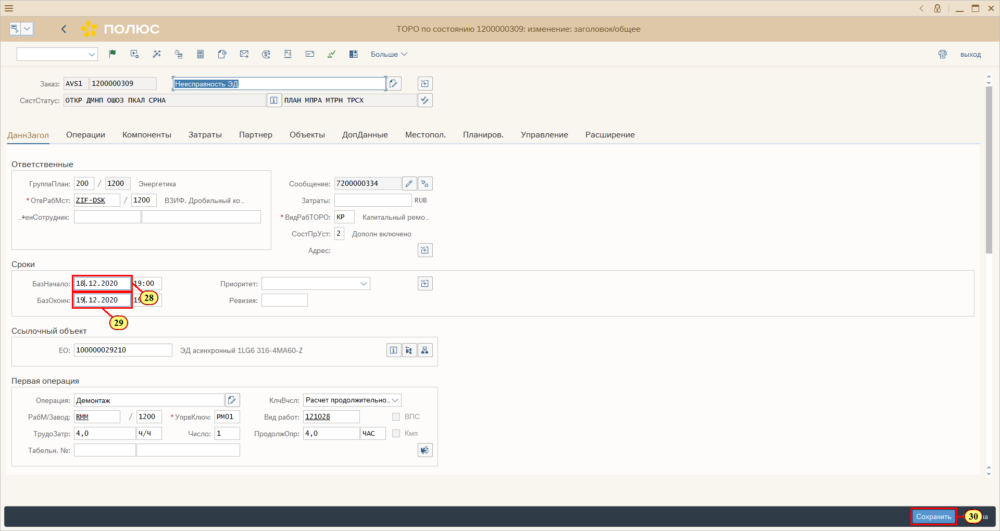 ПОЛЮС
ТОРО по состоянию 1200000309: изменение: заголовок/общее
Больше
выход
Заказ: AVS1 1200000309 Неисправность ЭД
СистСтатус: ОТКР ДМНП ОШОЗ ПКАЛ СРНА ПЛАН МПРА МТРН ТРСХ
ДаннЗагол Операции Компоненты Затраты Партнер Объекты ДопДанные Местопол. Планиров. Управление Расширение
Ответственные
ГруппаПлан: 200 / 1200 Энергетика Сообщение: 7200000334
* ОтвРабМст: ZIF-DSK / 1200 ВЗИФ. Дробильный ко… Затраты: RUB
…енСотрудник: * ВидРабТОРО: КР Капитальный ремо…
СостПрУст: 2 Дополн включено
Адрес:
Сроки
БазНачало: 18.12.2020 19:00 Приоритет:
28
БазОконч: 19.12.2020 19 Ревизия:
29
Ссылочный объект
ЕО: 100000029210 ЭД асинхронный 1LG6 316-4MA60-Z
Первая операция
Операция: Демонтаж КлчВчсл: Расчет продолжительно…
РабМ/Завод: RMM / 1200 * УпрвКлюч: PM01 Вид работ: 121028 ВПС
ТрудоЗатр: 4,0 Ч/Ч Число: 1 ПродолжОпр: 4,0 ЧАС Кмп
Табельн. №:
Сохранить 30 на